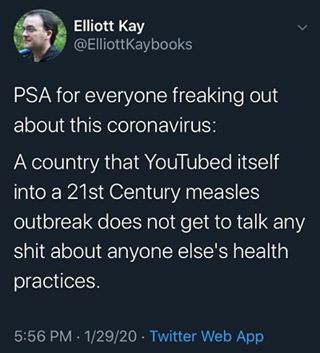 Elliott Kay
@ElliottKaybooks
PSA for everyone freaking out
about this coronavirus:
A country that YouTubed itself
into a 21st Century measles
outbreak does not get to talk any
shit about anyone else's health
practices.
5:56 PM · 1/29/20 · Twitter Web App